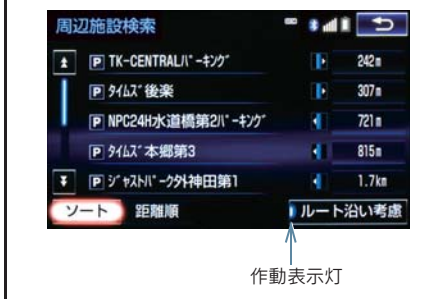 周辺施設検索
P TK-CENTRALパーキング 242m
P タイムズ後楽 307m
P NPC24H水道橋第2パーキング 721m
P タイムズ本郷第3 815m
P ジャストパーク外神田第1 1.7km
ソート 距離順 ルート沿い考慮
作動表示灯